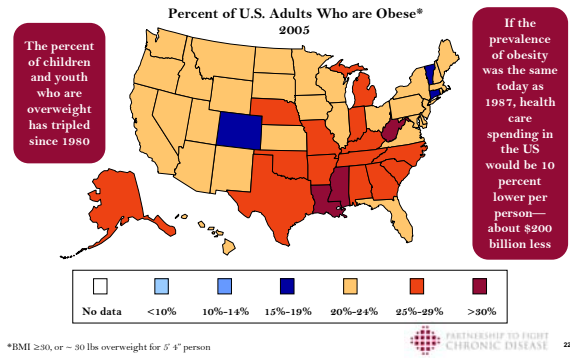 Percent of U.S. Adults Who are Obese*
2005
The percent
of children
and youth
who are
overweight
has tripled
since 1980
If the
prevalence
of obesity
was the same
today as
1987, health
care
spending in
the US
would be 10
percent
lower per
person—
about $200
billion less
No data
<10%
10%-14%
15%-19%
20%-24%
25%-29%
>30%
*BMI ≥30, or ~ 30 lbs overweight for 5' 4" person
PARTNERSHIP TO FIGHT
CHRONIC DISEASE
22